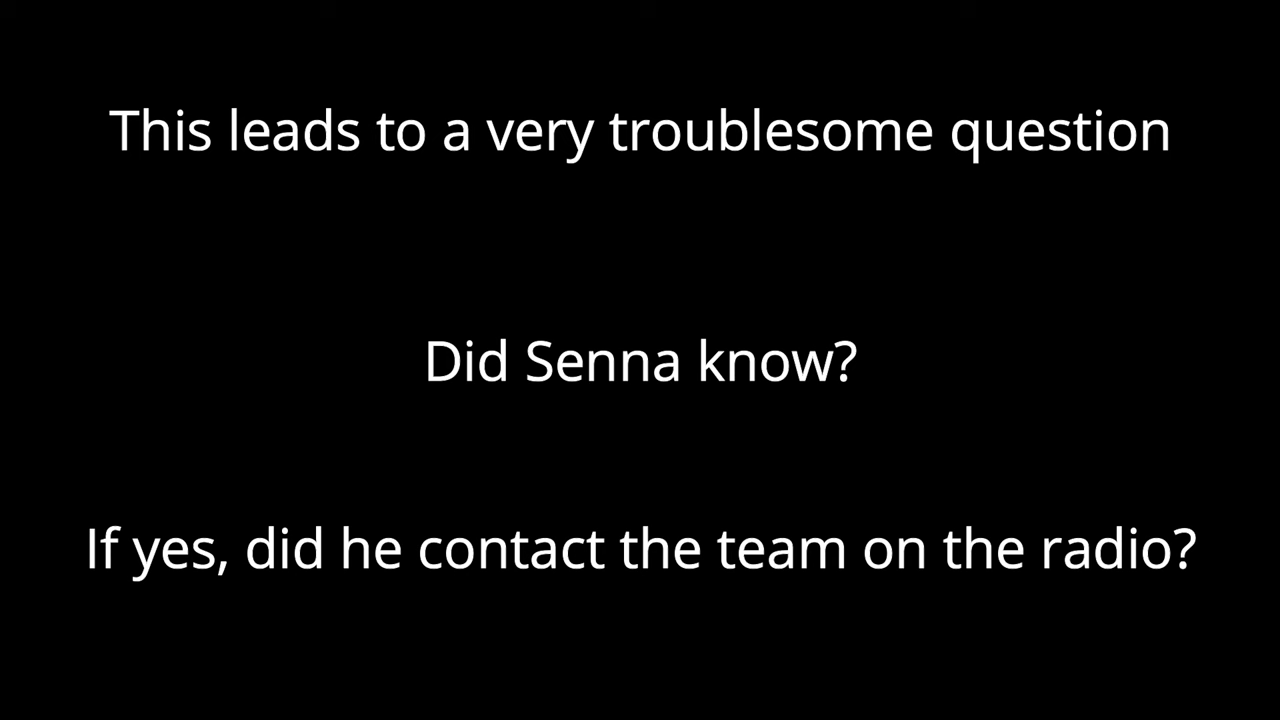 This leads to a very troublesome question
Did Senna know?
If yes, did he contact the team on the radio?